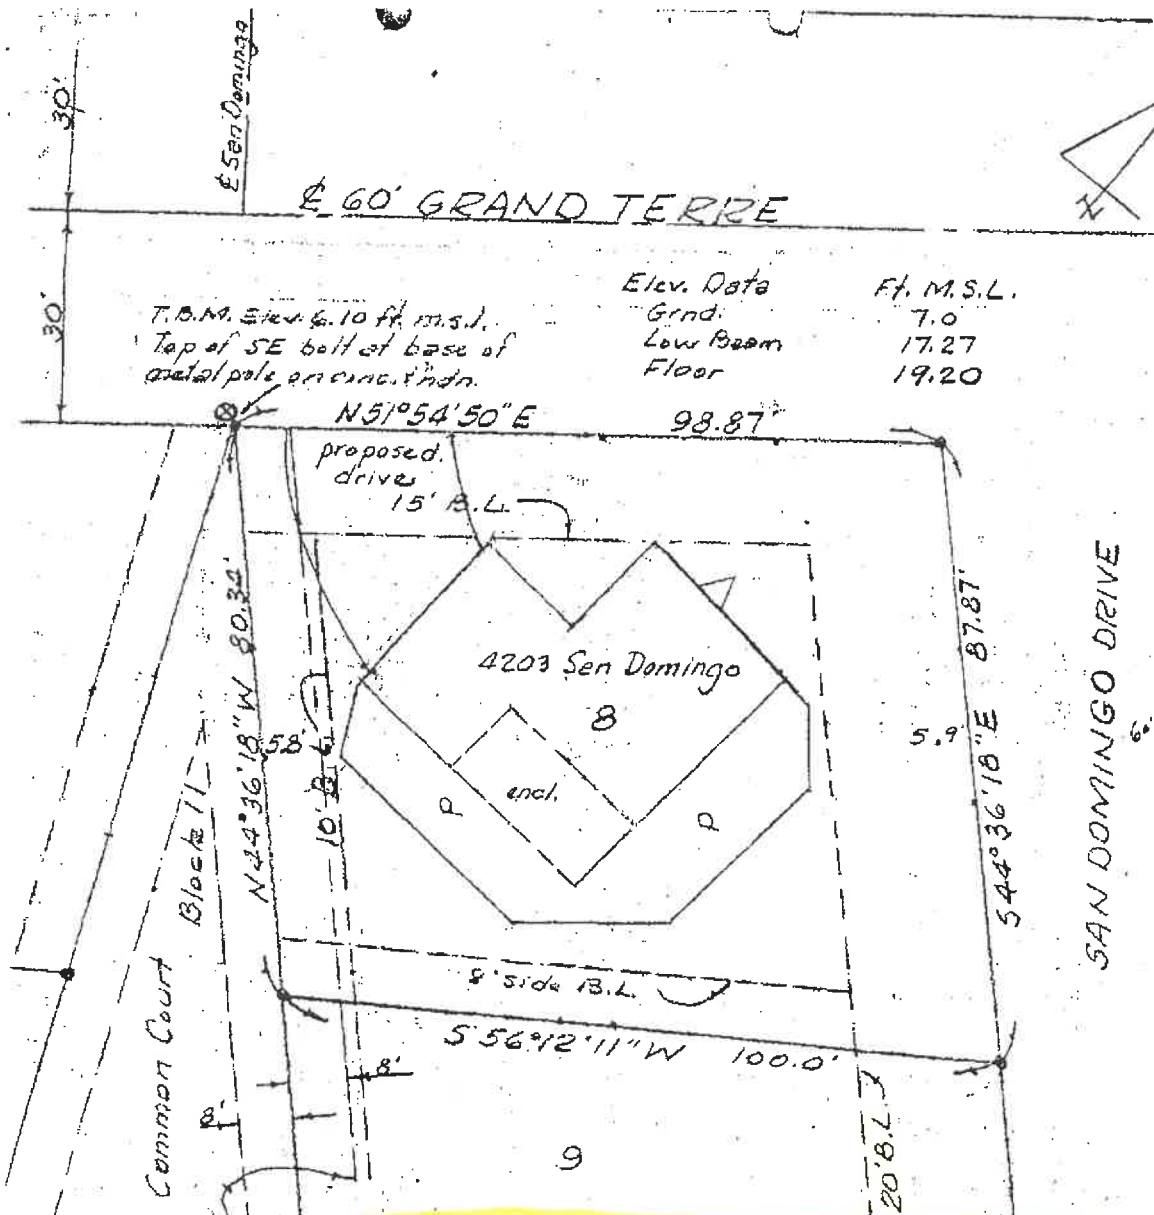 30'
₵ San Domingo
₵ 60' GRAND TERRE
N
30'
Elev. Data Ft. M.S.L.
Grnd. 7.0
Low Beam 17.27
Floor 19.20
T.B.M. Elev. 6.10 ft. m.s.l.
Top of SE bolt at base of
metal pole on conc. fndn.
N51°54'50"E 98.87'
proposed
drive
15' B.L.
N44°36'18"W 80.34'
58'
10' B.L.
4203 San Domingo
8
encl.
P
P
5.9'
S44°36'18"E 87.87'
SAN DOMINGO DRIVE
60'
Block 11
Common Court
8' side B.L.
S56°12'11"W 100.0'
8'
8'
9
20' B.L.